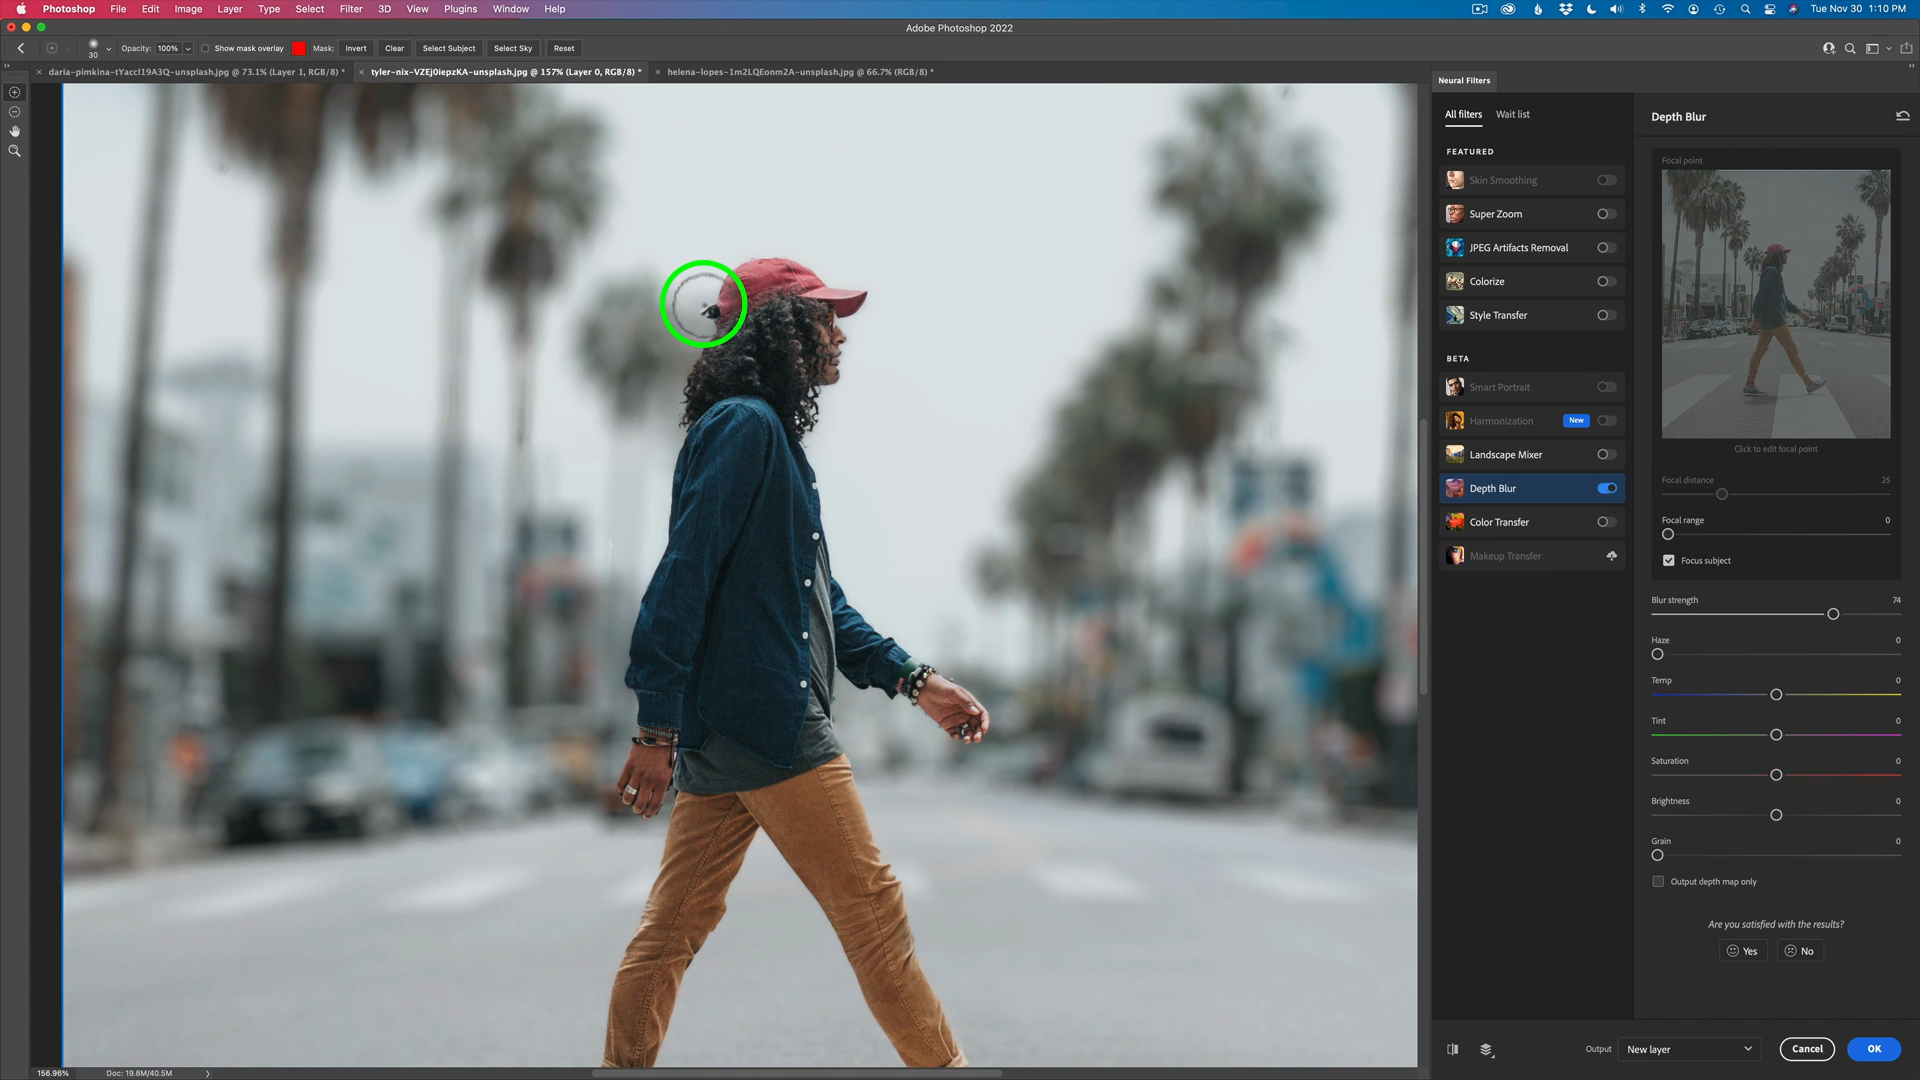 Photoshop File Edit Image Layer Type Select Filter 3D View Plugins Window Help Tue Nov 30 1:10 PM
Adobe Photoshop 2022
30 Opacity: 100% Show mask overlay Mask: Invert Clear Select Subject Select Sky Reset
daria-pimkina-tYaccl19A3Q-unsplash.jpg @ 73.1% (Layer 1, RGB/8) * tyler-nix-VZEj0iepzKA-unsplash.jpg @ 157% (Layer 0, RGB/8) * helena-lopes-1m2LQEonm2A-unsplash.jpg @ 66.7% (RGB/8) *
Neural Filters
All filters Wait list
FEATURED
Skin Smoothing
Super Zoom
JPEG Artifacts Removal
Colorize
Style Transfer
BETA
Smart Portrait
Harmonization New
Landscape Mixer
Depth Blur
Color Transfer
Makeup Transfer
Depth Blur
Focal point
Click to edit focal point
Focal distance 25
Focal range 0
Focus subject
Blur strength 74
Haze 0
Temp 0
Tint 0
Saturation 0
Brightness 0
Grain 0
Output depth map only
Are you satisfied with the results?
Yes No
Output New layer Cancel OK
156.96% Doc: 19.8M/40.5M